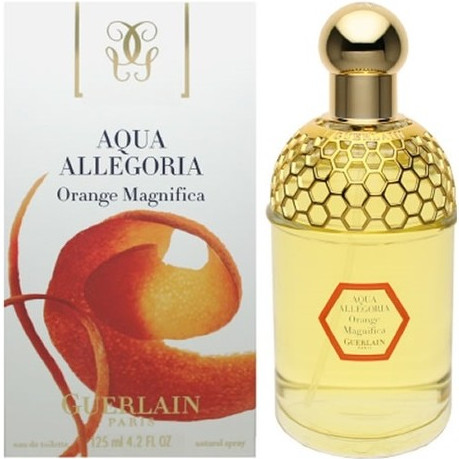 AQUA
ALLEGORIA
Orange Magnifica
GUERLAIN
PARIS
eau de toilette 125 ml 4.2 FL OZ natural spray
AQUA
ALLEGORIA
Orange
Magnifica
GUERLAIN
PARIS